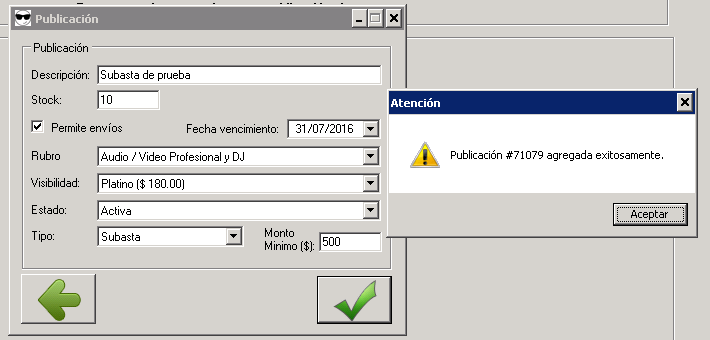 Publicación
Publicación
Descripción: Subasta de prueba
Stock: 10
Permite envíos Fecha vencimiento: 31/07/2016
Rubro Audio / Video Profesional y DJ
Visibilidad: Platino ($ 180.00)
Estado: Activa
Tipo: Subasta Monto
Minimo ($): 500
Atención
Publicación #71079 agregada exitosamente.
Aceptar